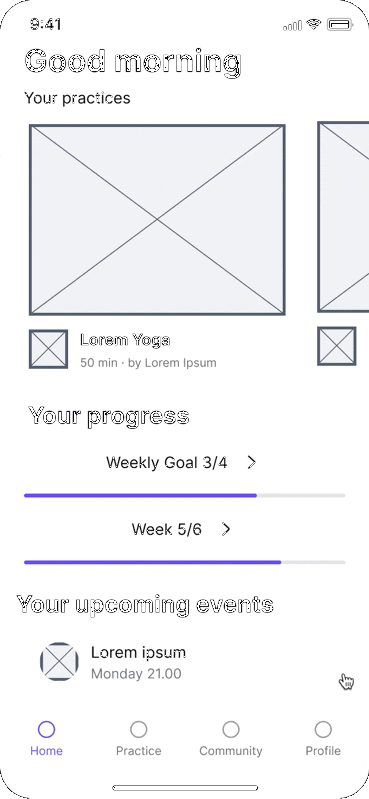 9:41
Good morning
Your practices
Lorem Yoga
50 min · by Lorem Ipsum
Your progress
Weekly Goal 3/4
Week 5/6
Your upcoming events
Lorem ipsum
Monday 21.00
Home Practice Community Profile